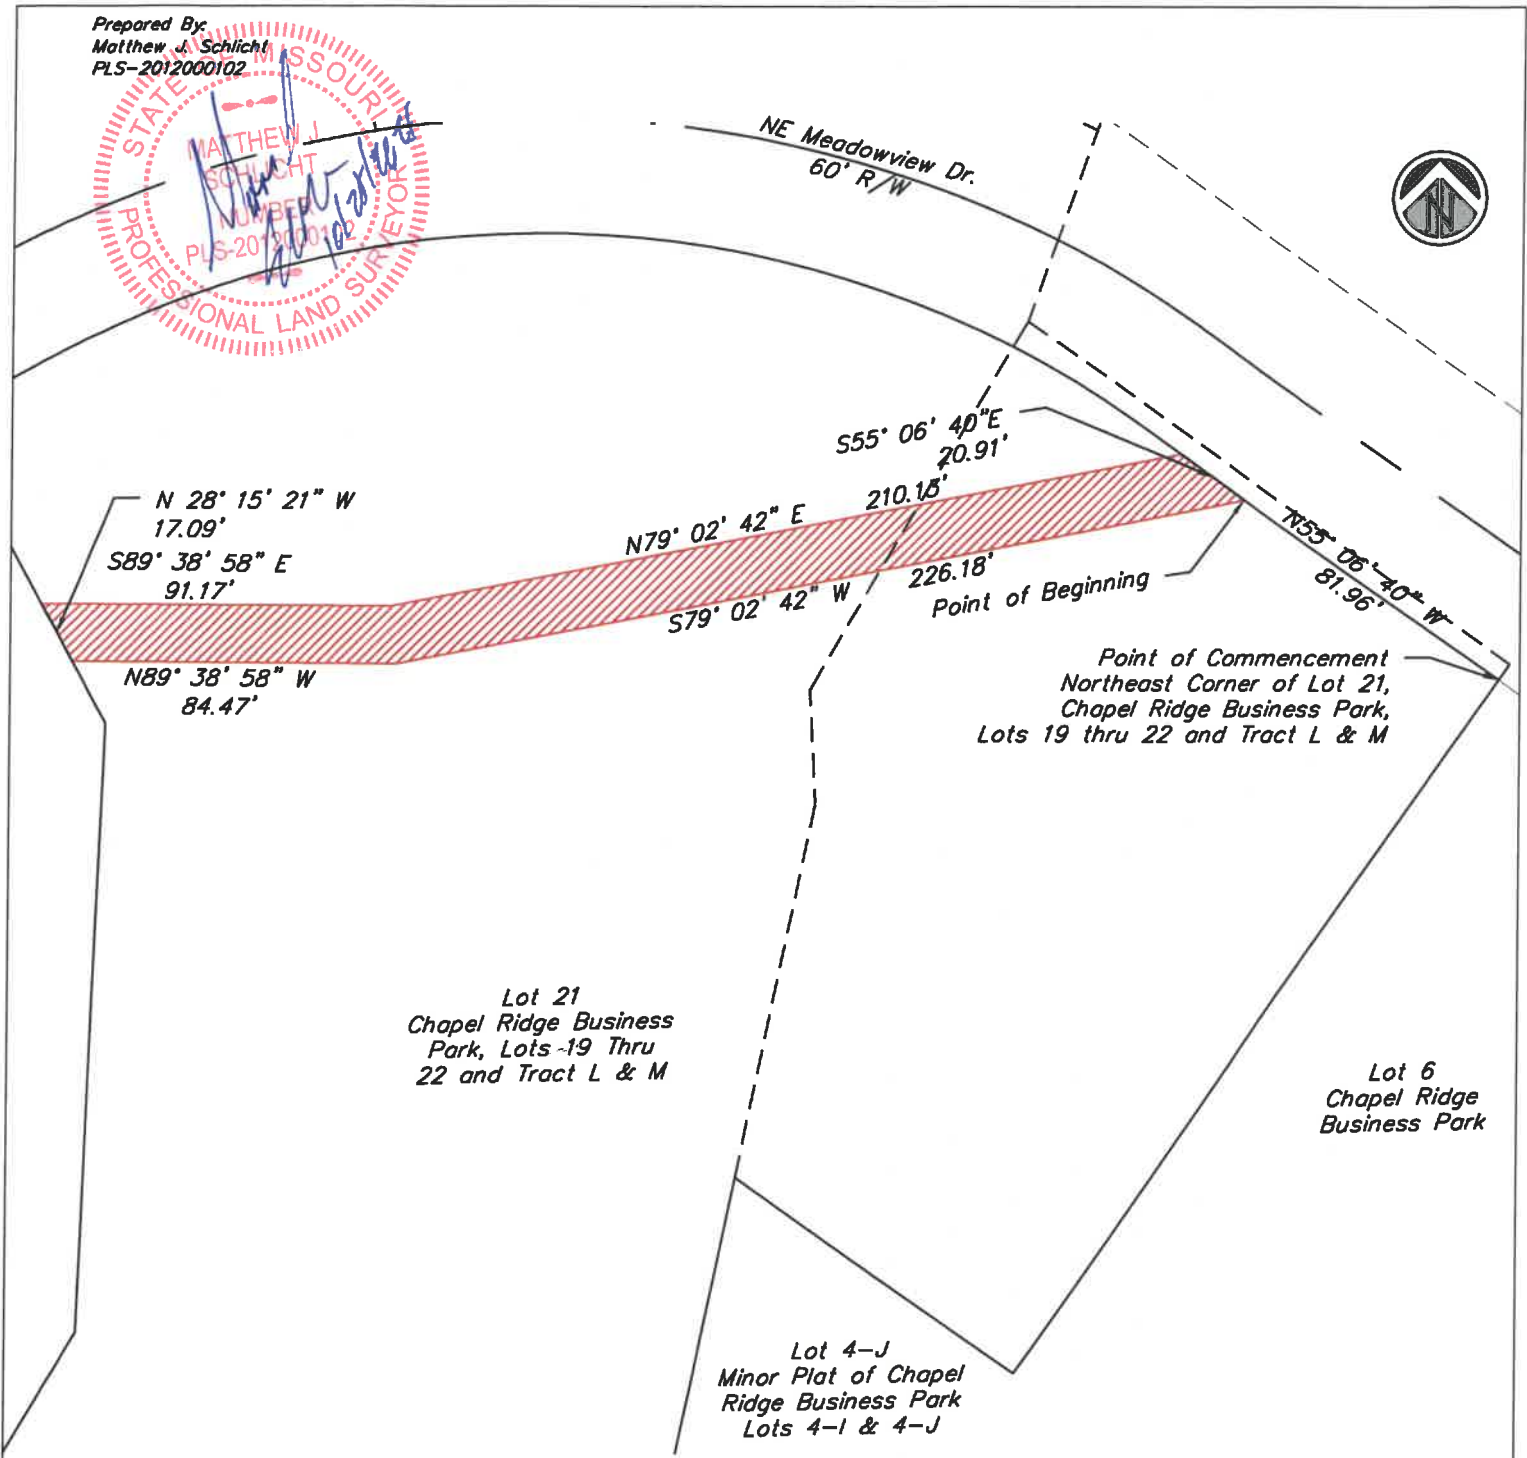 Prepared By:
Matthew J. Schlicht
PLS-2012000102
STATE OF MISSOURI
MATTHEW J
SCHLICHT
NUMBER
PROFESSIONAL LAND SURVEYOR
NE Meadowview Dr.
60' R/W
N
S55° 06' 40"E
20.91'
N 28° 15' 21" W
17.09'
S89° 38' 58" E
91.17'
N79° 02' 42" E
S79° 02' 42" W
226.18'
Point of Beginning
N55° 06' 40" W
81.96'
N89° 38' 58" W
84.47'
Point of Commencement
Northeast Corner of Lot 21,
Chapel Ridge Business Park,
Lots 19 thru 22 and Tract L & M
Lot 21
Chapel Ridge Business
Park, Lots 19 Thru
22 and Tract L & M
Lot 6
Chapel Ridge
Business Park
Lot 4-J
Minor Plat of Chapel
Ridge Business Park
Lots 4-I & 4-J